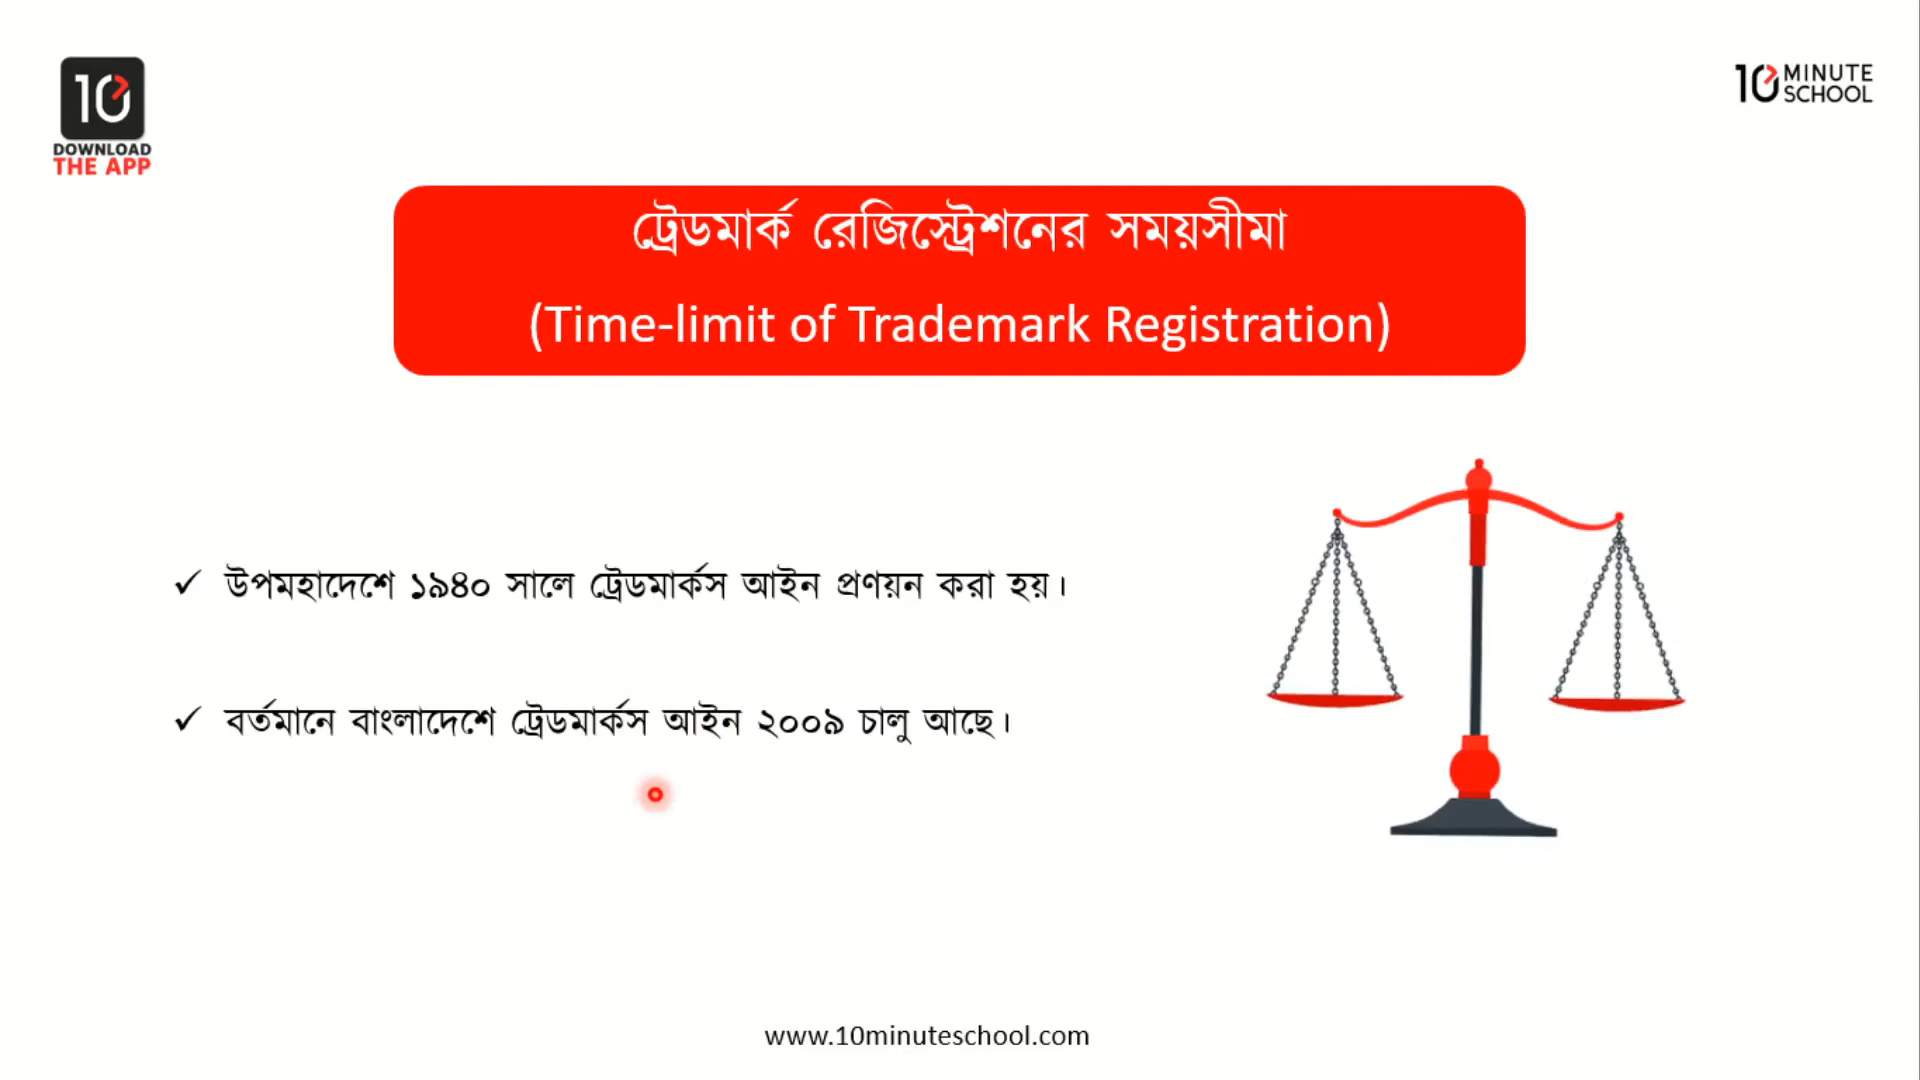 10
DOWNLOAD
THE APP
10 MINUTE
SCHOOL
ট্রেডমার্ক রেজিস্ট্রেশনের সময়সীমা
(Time-limit of Trademark Registration)
✓ উপমহাদেশে ১৯৪০ সালে ট্রেডমার্কস আইন প্রণয়ন করা হয়।
✓ বর্তমানে বাংলাদেশে ট্রেডমার্কস আইন ২০০৯ চালু আছে।
www.10minuteschool.com